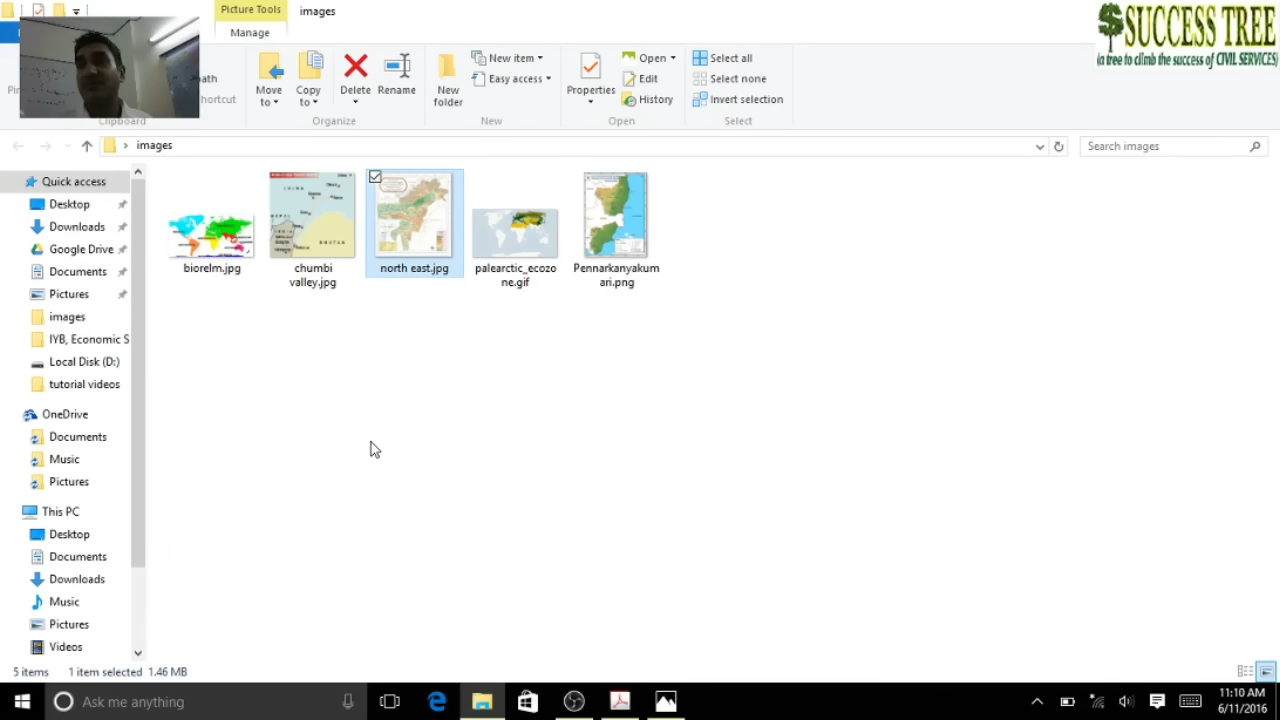 Picture Tools
images
Manage
SUCCESS TREE
(a tree to climb the success of CIVIL SERVICES)
Move to
Copy to
Delete
Rename
New folder
New item
Easy access
Properties
Open
Edit
History
Select all
Select none
Invert selection
Clipboard
Organize
New
Open
Select
images
Search images
Quick access
Desktop
Downloads
Google Drive
Documents
Pictures
images
IYB, Economic S
Local Disk (D:)
tutorial videos
OneDrive
Documents
Music
Pictures
This PC
Desktop
Documents
Downloads
Music
Pictures
Videos
biorelm.jpg
chumbi
valley.jpg
north east.jpg
palearctic_ecozo
ne.gif
Pennarkanyakum
ari.png
5 items
1 item selected 1.46 MB
Ask me anything
11:10 AM
6/11/2016